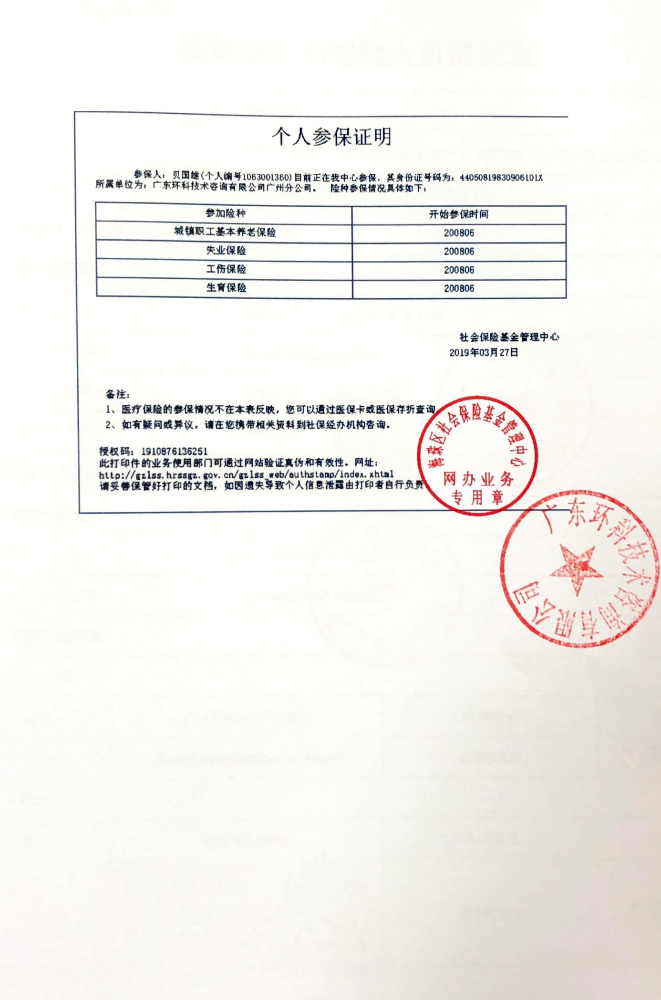 个人参保证明
参保人：贝国雄(个人编号1063001360)目前正在我中心参保，其身份证号码为：44050819830906101X
所属单位为：广东环科技术咨询有限公司广州分公司。 险种参保情况具体如下：
参加险种 开始参保时间
城镇职工基本养老保险 200806
失业保险 200806
工伤保险 200806
生育保险 200806
社会保险基金管理中心
2019年03月27日
备注：
1、医疗保险的参保情况不在本表反映，您可以通过医保卡或医保存折查询
2、如有疑问或异议，请在您携带相关资料到社保经办机构咨询。
授权码：1910876136251
此打印件的业务使用部门可通过网站验证真伪和有效性。网址：
http://gzlss.hrssgz.gov.cn/gzlss_web/authstamp/index.xhtml
请妥善保管好打印的文档，如因遗失导致个人信息泄露由打印者自行负责
海珠区社会保险基金管理中心
网办业务
专用章
广东环科技术咨询有限公司